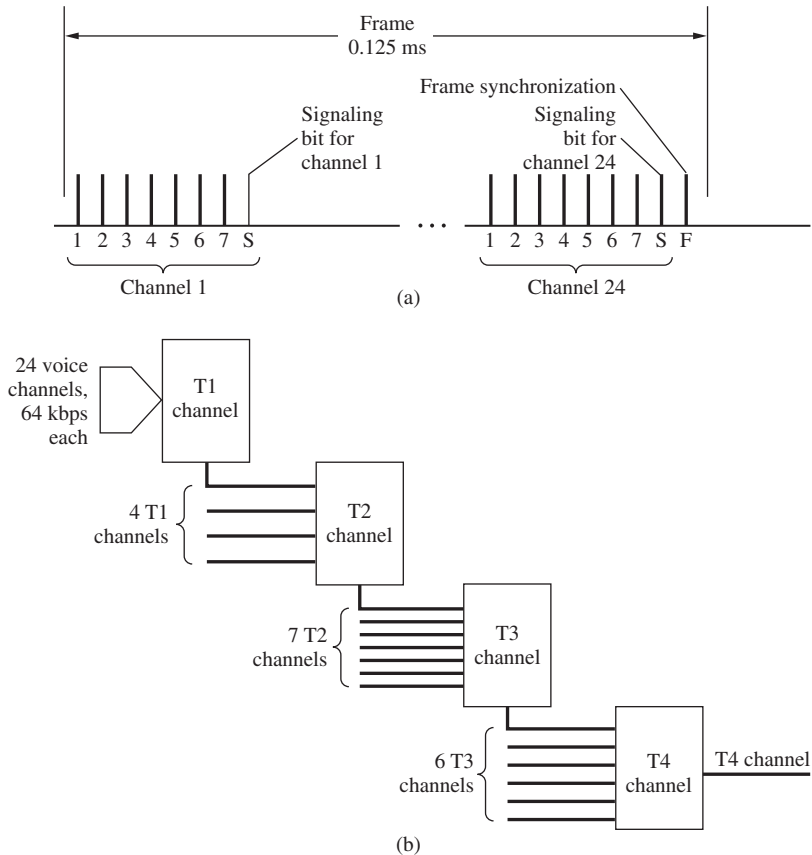 Frame
0.125 ms
Frame synchronization
Signaling
bit for
channel 1
Signaling
bit for
channel 24
1 2 3 4 5 6 7 S
. . .
1 2 3 4 5 6 7 S F
Channel 1
Channel 24
(a)
24 voice
channels,
64 kbps
each
T1
channel
4 T1
channels
T2
channel
7 T2
channels
T3
channel
6 T3
channels
T4
channel
T4 channel
(b)